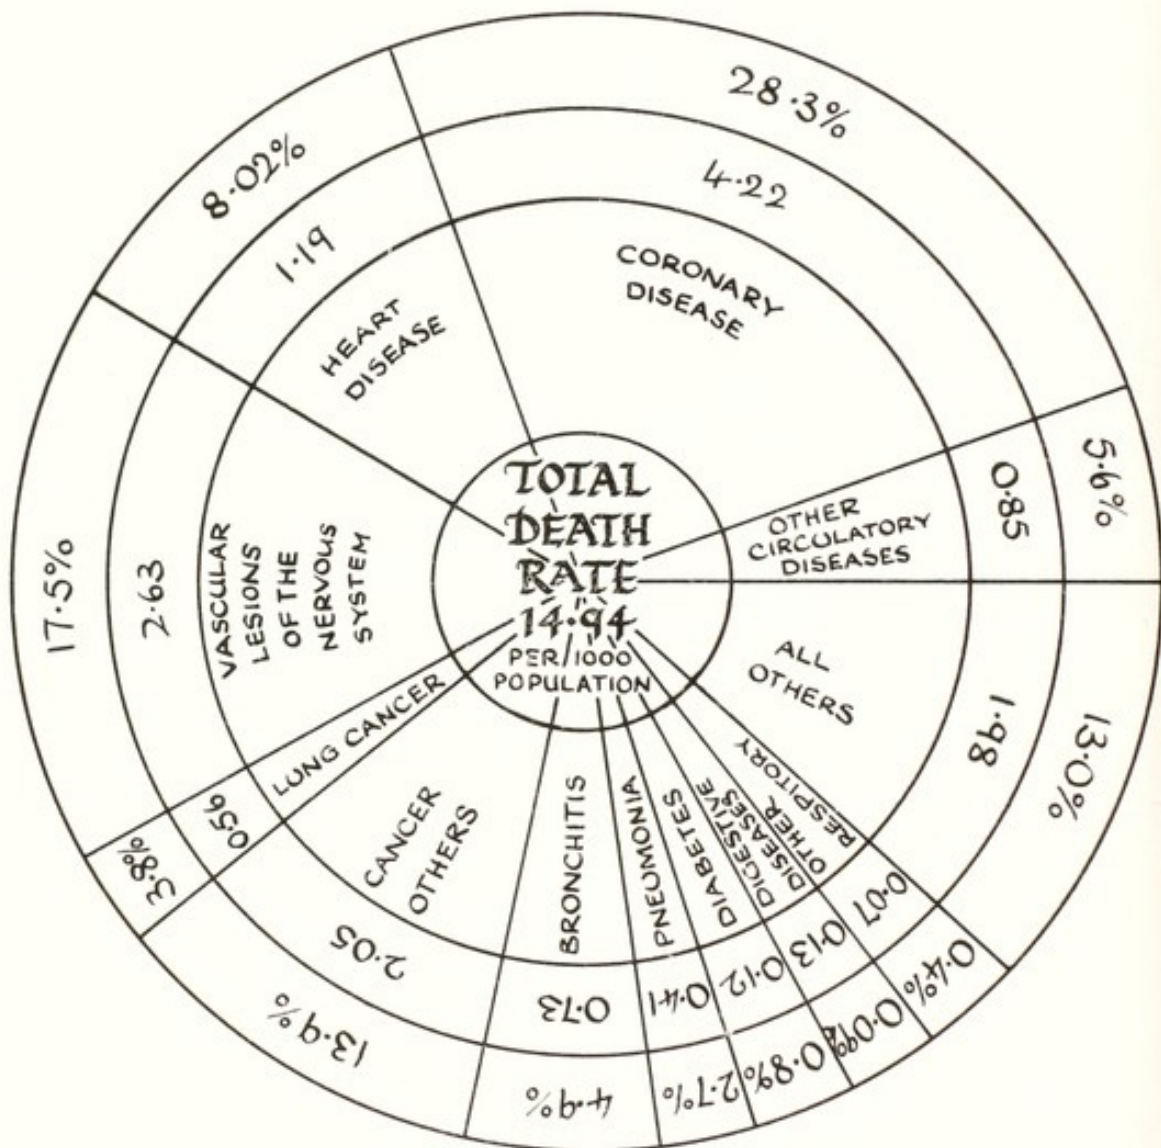 TOTAL
DEATH
RATE
14·94
PER/1000
POPULATION
28·3%
4·22
CORONARY
DISEASE
5·6%
0·85
OTHER
CIRCULATORY
DISEASES
13·0%
1·98
ALL
OTHERS
0·4%
0·07
OTHER
RESPITORY
0·13
DIGESTIVE
DISEASES
0·8%
0·12
DIABETES
2·7%
0·41
PNEUMONIA
4·9%
0·73
BRONCHITIS
13·9%
2·05
CANCER
OTHERS
3·8%
0·56
LUNG CANCER
17·5%
2·63
VASCULAR
LESIONS
OF THE
NERVOUS
SYSTEM
8·02%
1·19
HEART
DISEASE